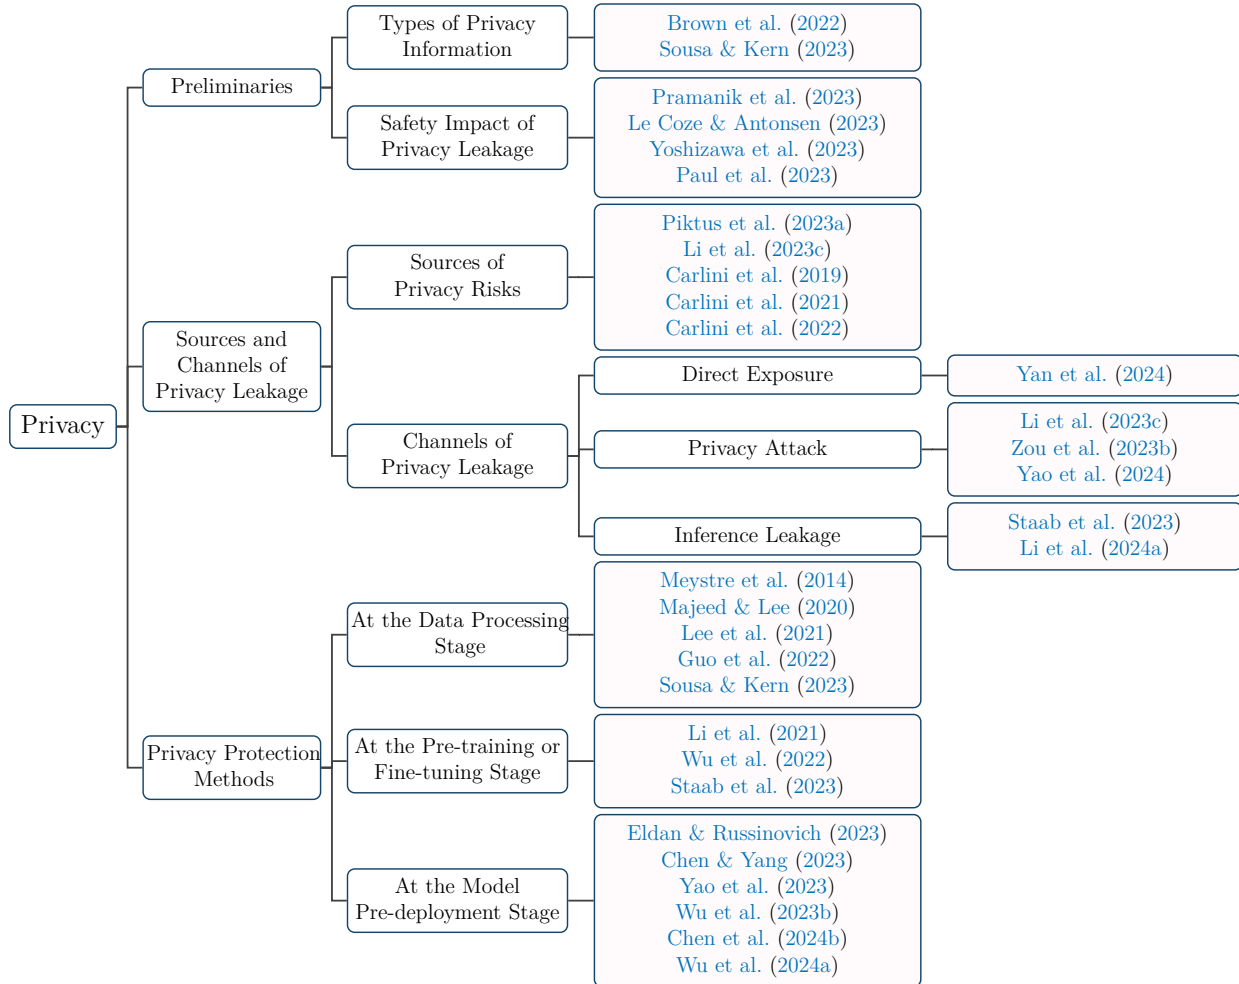 Privacy
Preliminaries
Types of Privacy
Information
Brown et al. (2022)
Sousa & Kern (2023)
Safety Impact of
Privacy Leakage
Pramanik et al. (2023)
Le Coze & Antonsen (2023)
Yoshizawa et al. (2023)
Paul et al. (2023)
Sources and
Channels of
Privacy Leakage
Sources of
Privacy Risks
Piktus et al. (2023a)
Li et al. (2023c)
Carlini et al. (2019)
Carlini et al. (2021)
Carlini et al. (2022)
Channels of
Privacy Leakage
Direct Exposure
Yan et al. (2024)
Privacy Attack
Li et al. (2023c)
Zou et al. (2023b)
Yao et al. (2024)
Inference Leakage
Staab et al. (2023)
Li et al. (2024a)
Privacy Protection
Methods
At the Data Processing
Stage
Meystre et al. (2014)
Majeed & Lee (2020)
Lee et al. (2021)
Guo et al. (2022)
Sousa & Kern (2023)
At the Pre-training or
Fine-tuning Stage
Li et al. (2021)
Wu et al. (2022)
Staab et al. (2023)
At the Model
Pre-deployment Stage
Eldan & Russinovich (2023)
Chen & Yang (2023)
Yao et al. (2023)
Wu et al. (2023b)
Chen et al. (2024b)
Wu et al. (2024a)